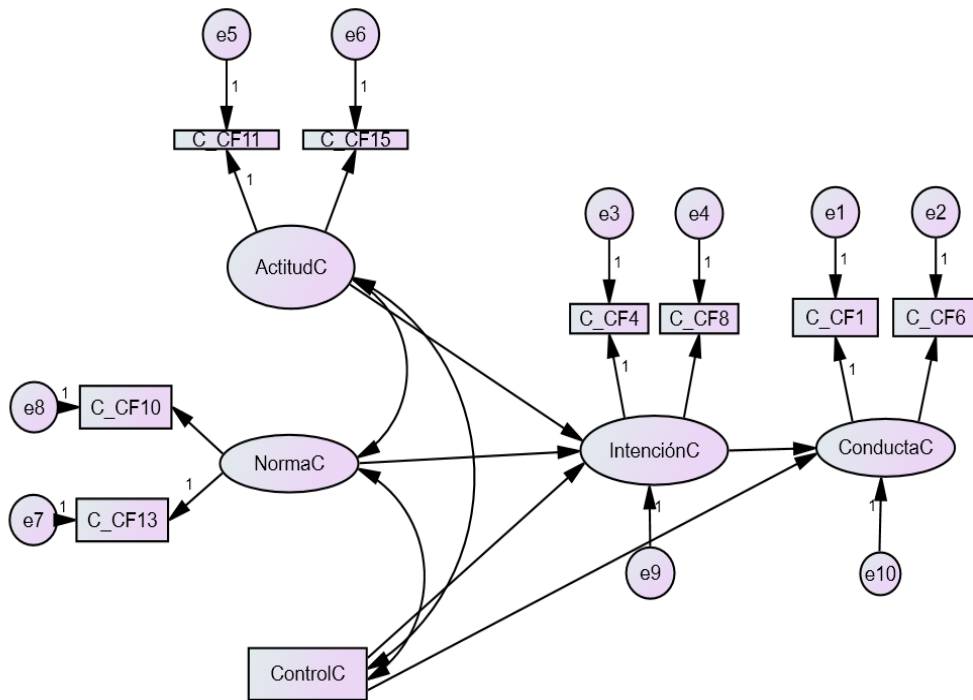 e5
e6
1
1
C_CF11
C_CF15
1
ActitudC
e3
e4
e1
e2
1
1
1
1
C_CF4
C_CF8
C_CF1
C_CF6
1
1
e8
1
C_CF10
NormaC
IntenciónC
ConductaC
1
e7
1
C_CF13
1
1
e9
e10
ControlC